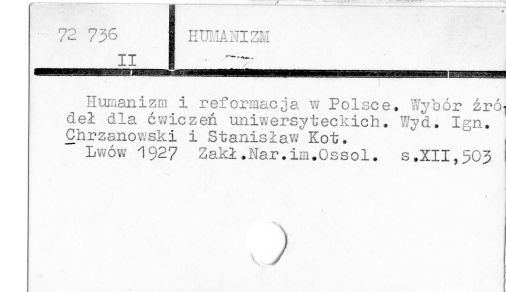 72 736
II
HUMANIZM
Humanizm i reformacja w Polsce. Wybór źró-
deł dla ćwiczeń uniwersyteckich. Wyd. Ign.
Chrzanowski i Stanisław Kot.
Lwów 1927 Zakł.Nar.im.Ossol. s.XII,503